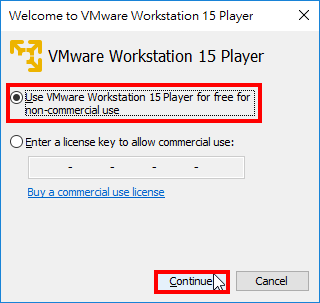 Welcome to VMware Workstation 15 Player
VMware Workstation 15 Player
Use VMware Workstation 15 Player for free for
non-commercial use
Enter a license key to allow commercial use:
- - - -
Buy a commercial use license
Continue Cancel